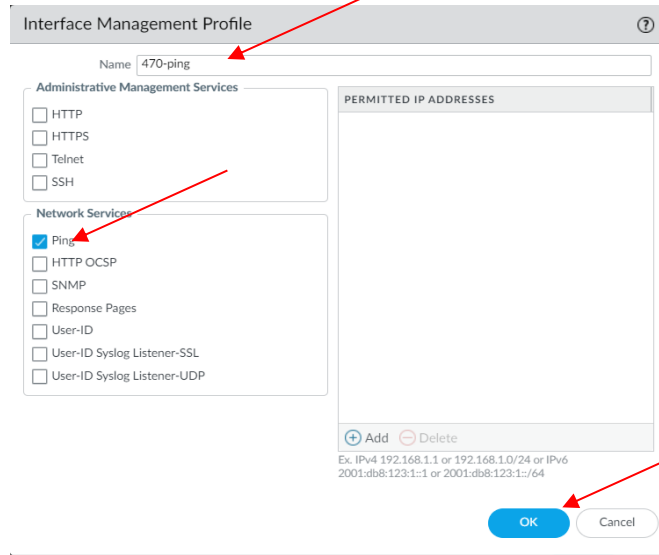 Interface Management Profile
Name 470-ping
Administrative Management Services
HTTP
HTTPS
Telnet
SSH
Network Services
Ping
HTTP OCSP
SNMP
Response Pages
User-ID
User-ID Syslog Listener-SSL
User-ID Syslog Listener-UDP
PERMITTED IP ADDRESSES
Add Delete
Ex. IPv4 192.168.1.1 or 192.168.1.0/24 or IPv6
2001:db8:123:1::1 or 2001:db8:123:1::/64
OK Cancel